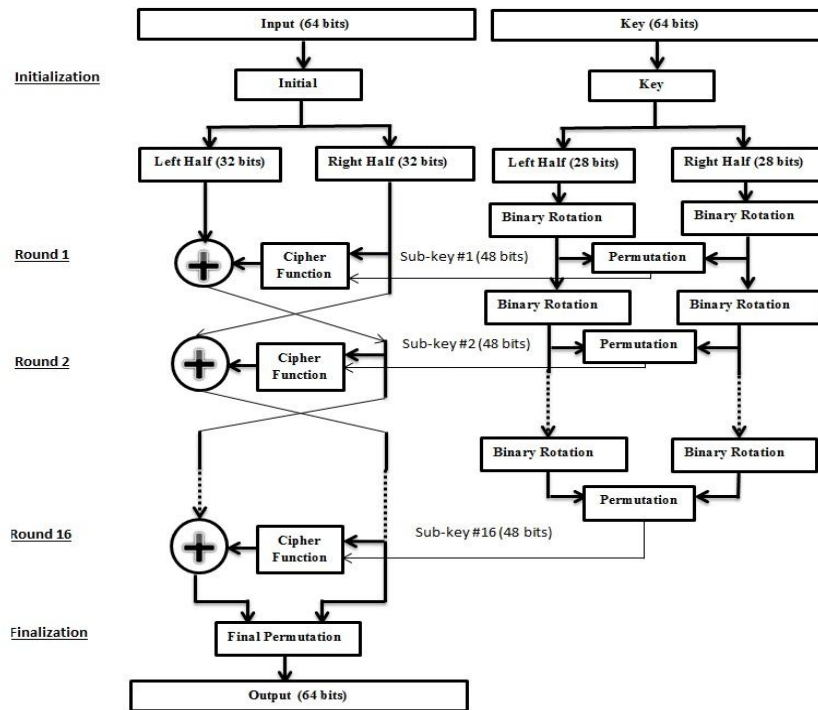 Input (64 bits)
Key (64 bits)
Initialization
Initial
Key
Left Half (32 bits)
Right Half (32 bits)
Left Half (28 bits)
Right Half (28 bits)
Binary Rotation
Binary Rotation
Round 1
Cipher
Function
Sub-key #1 (48 bits)
Permutation
Binary Rotation
Binary Rotation
Round 2
Cipher
Function
Sub-key #2 (48 bits)
Permutation
Binary Rotation
Binary Rotation
Permutation
Round 16
Cipher
Function
Sub-key #16 (48 bits)
Finalization
Final Permutation
Output (64 bits)